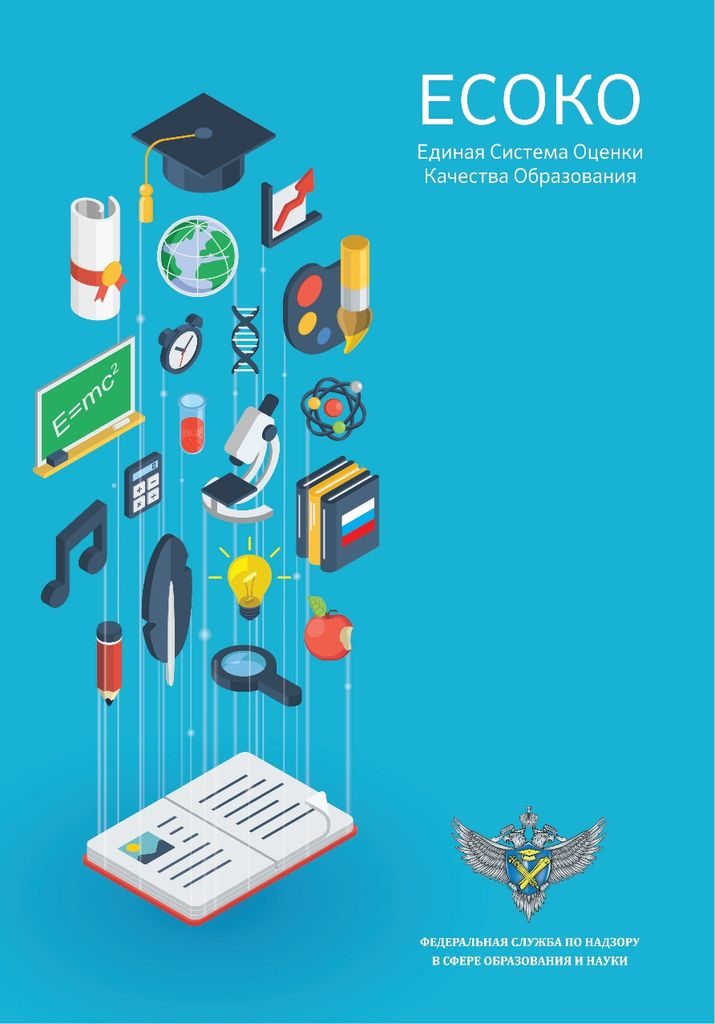 ЕСОКО
Единая Система Оценки
Качества Образования
E=mc²
ФЕДЕРАЛЬНАЯ СЛУЖБА ПО НАДЗОРУ
В СФЕРЕ ОБРАЗОВАНИЯ И НАУКИ